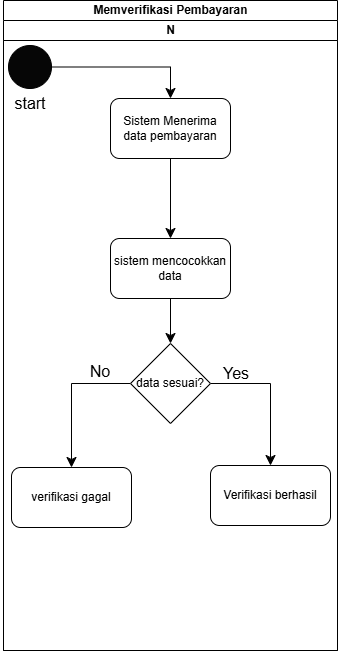 Memverifikasi Pembayaran
N
start
Sistem Menerima
data pembayaran
sistem mencocokkan
data
data sesuai?
No
Yes
verifikasi gagal
Verifikasi berhasil